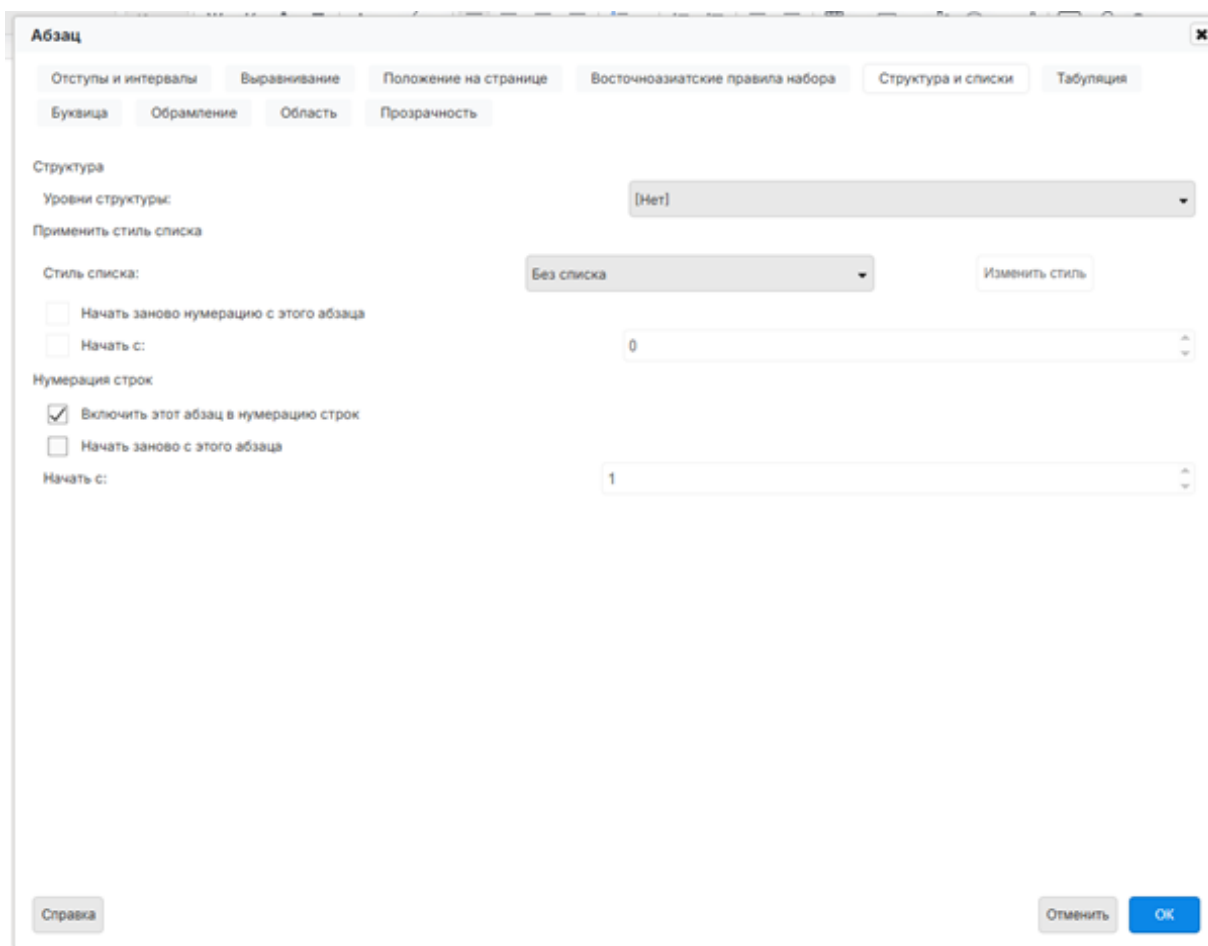 Абзац
Отступы и интервалы Выравнивание Положение на странице Восточноазиатские правила набора Структура и списки Табуляция
Буквица Обрамление Область Прозрачность
Структура
Уровни структуры: [Нет]
Применить стиль списка
Стиль списка: Без списка Изменить стиль
Начать заново нумерацию с этого абзаца
Начать с: 0
Нумерация строк
Включить этот абзац в нумерацию строк
Начать заново с этого абзаца
Начать с: 1
Справка Отменить ОК